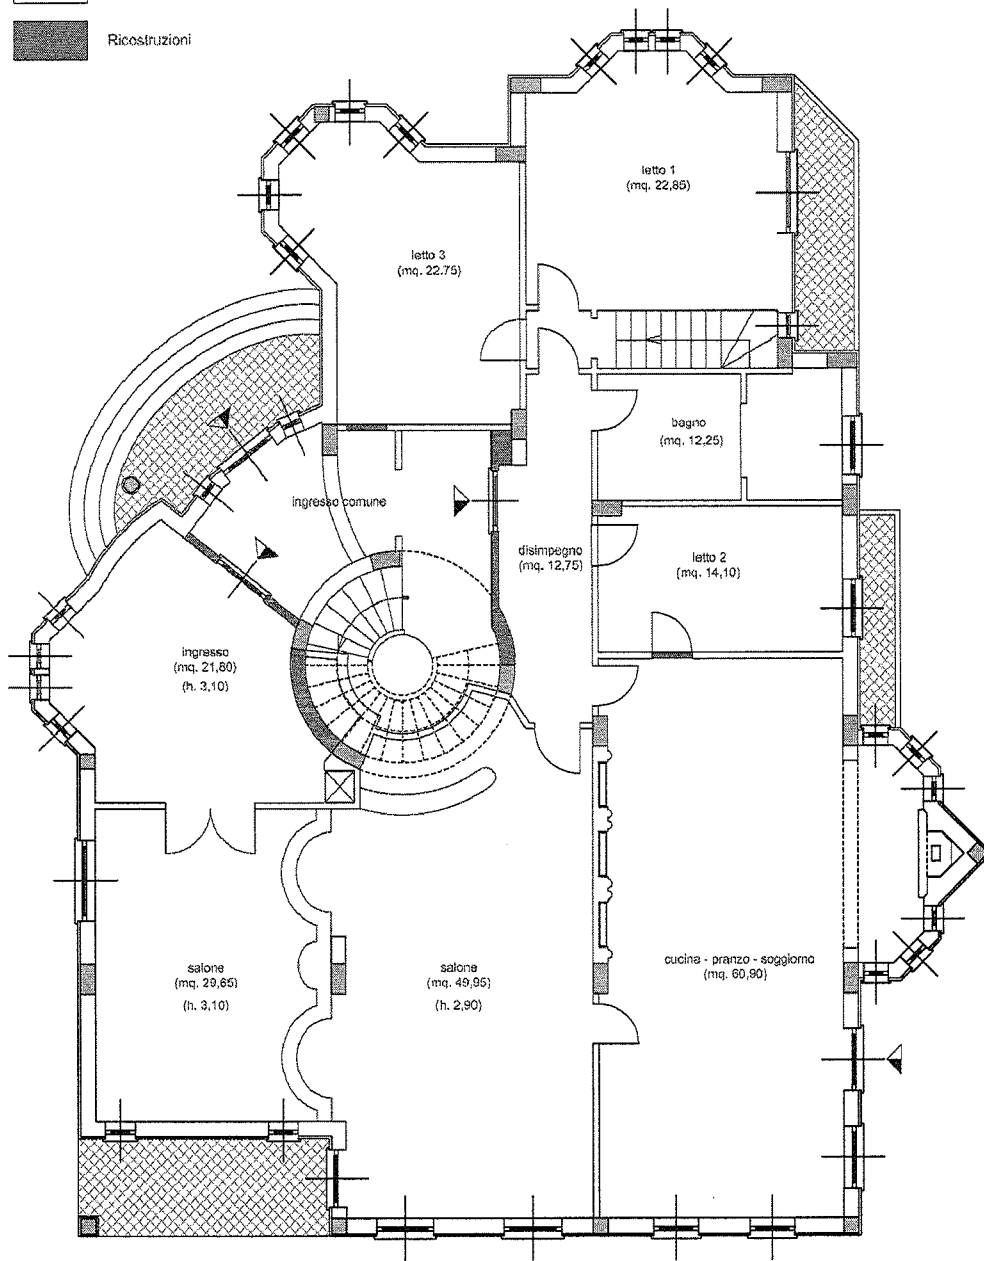 Ricostruzioni
letto 1
(mq. 22,85)
letto 3
(mq. 22.75)
bagno
(mq. 12,25)
ingresso comune
disimpegno
(mq. 12,75)
letto 2
(mq. 14,10)
ingresso
(mq. 21,80)
(h. 3,10)
salone
(mq. 29,65)
(h. 3,10)
salone
(mq. 49,95)
(h. 2,90)
cucina - pranzo - soggiorno
(mq. 60,90)